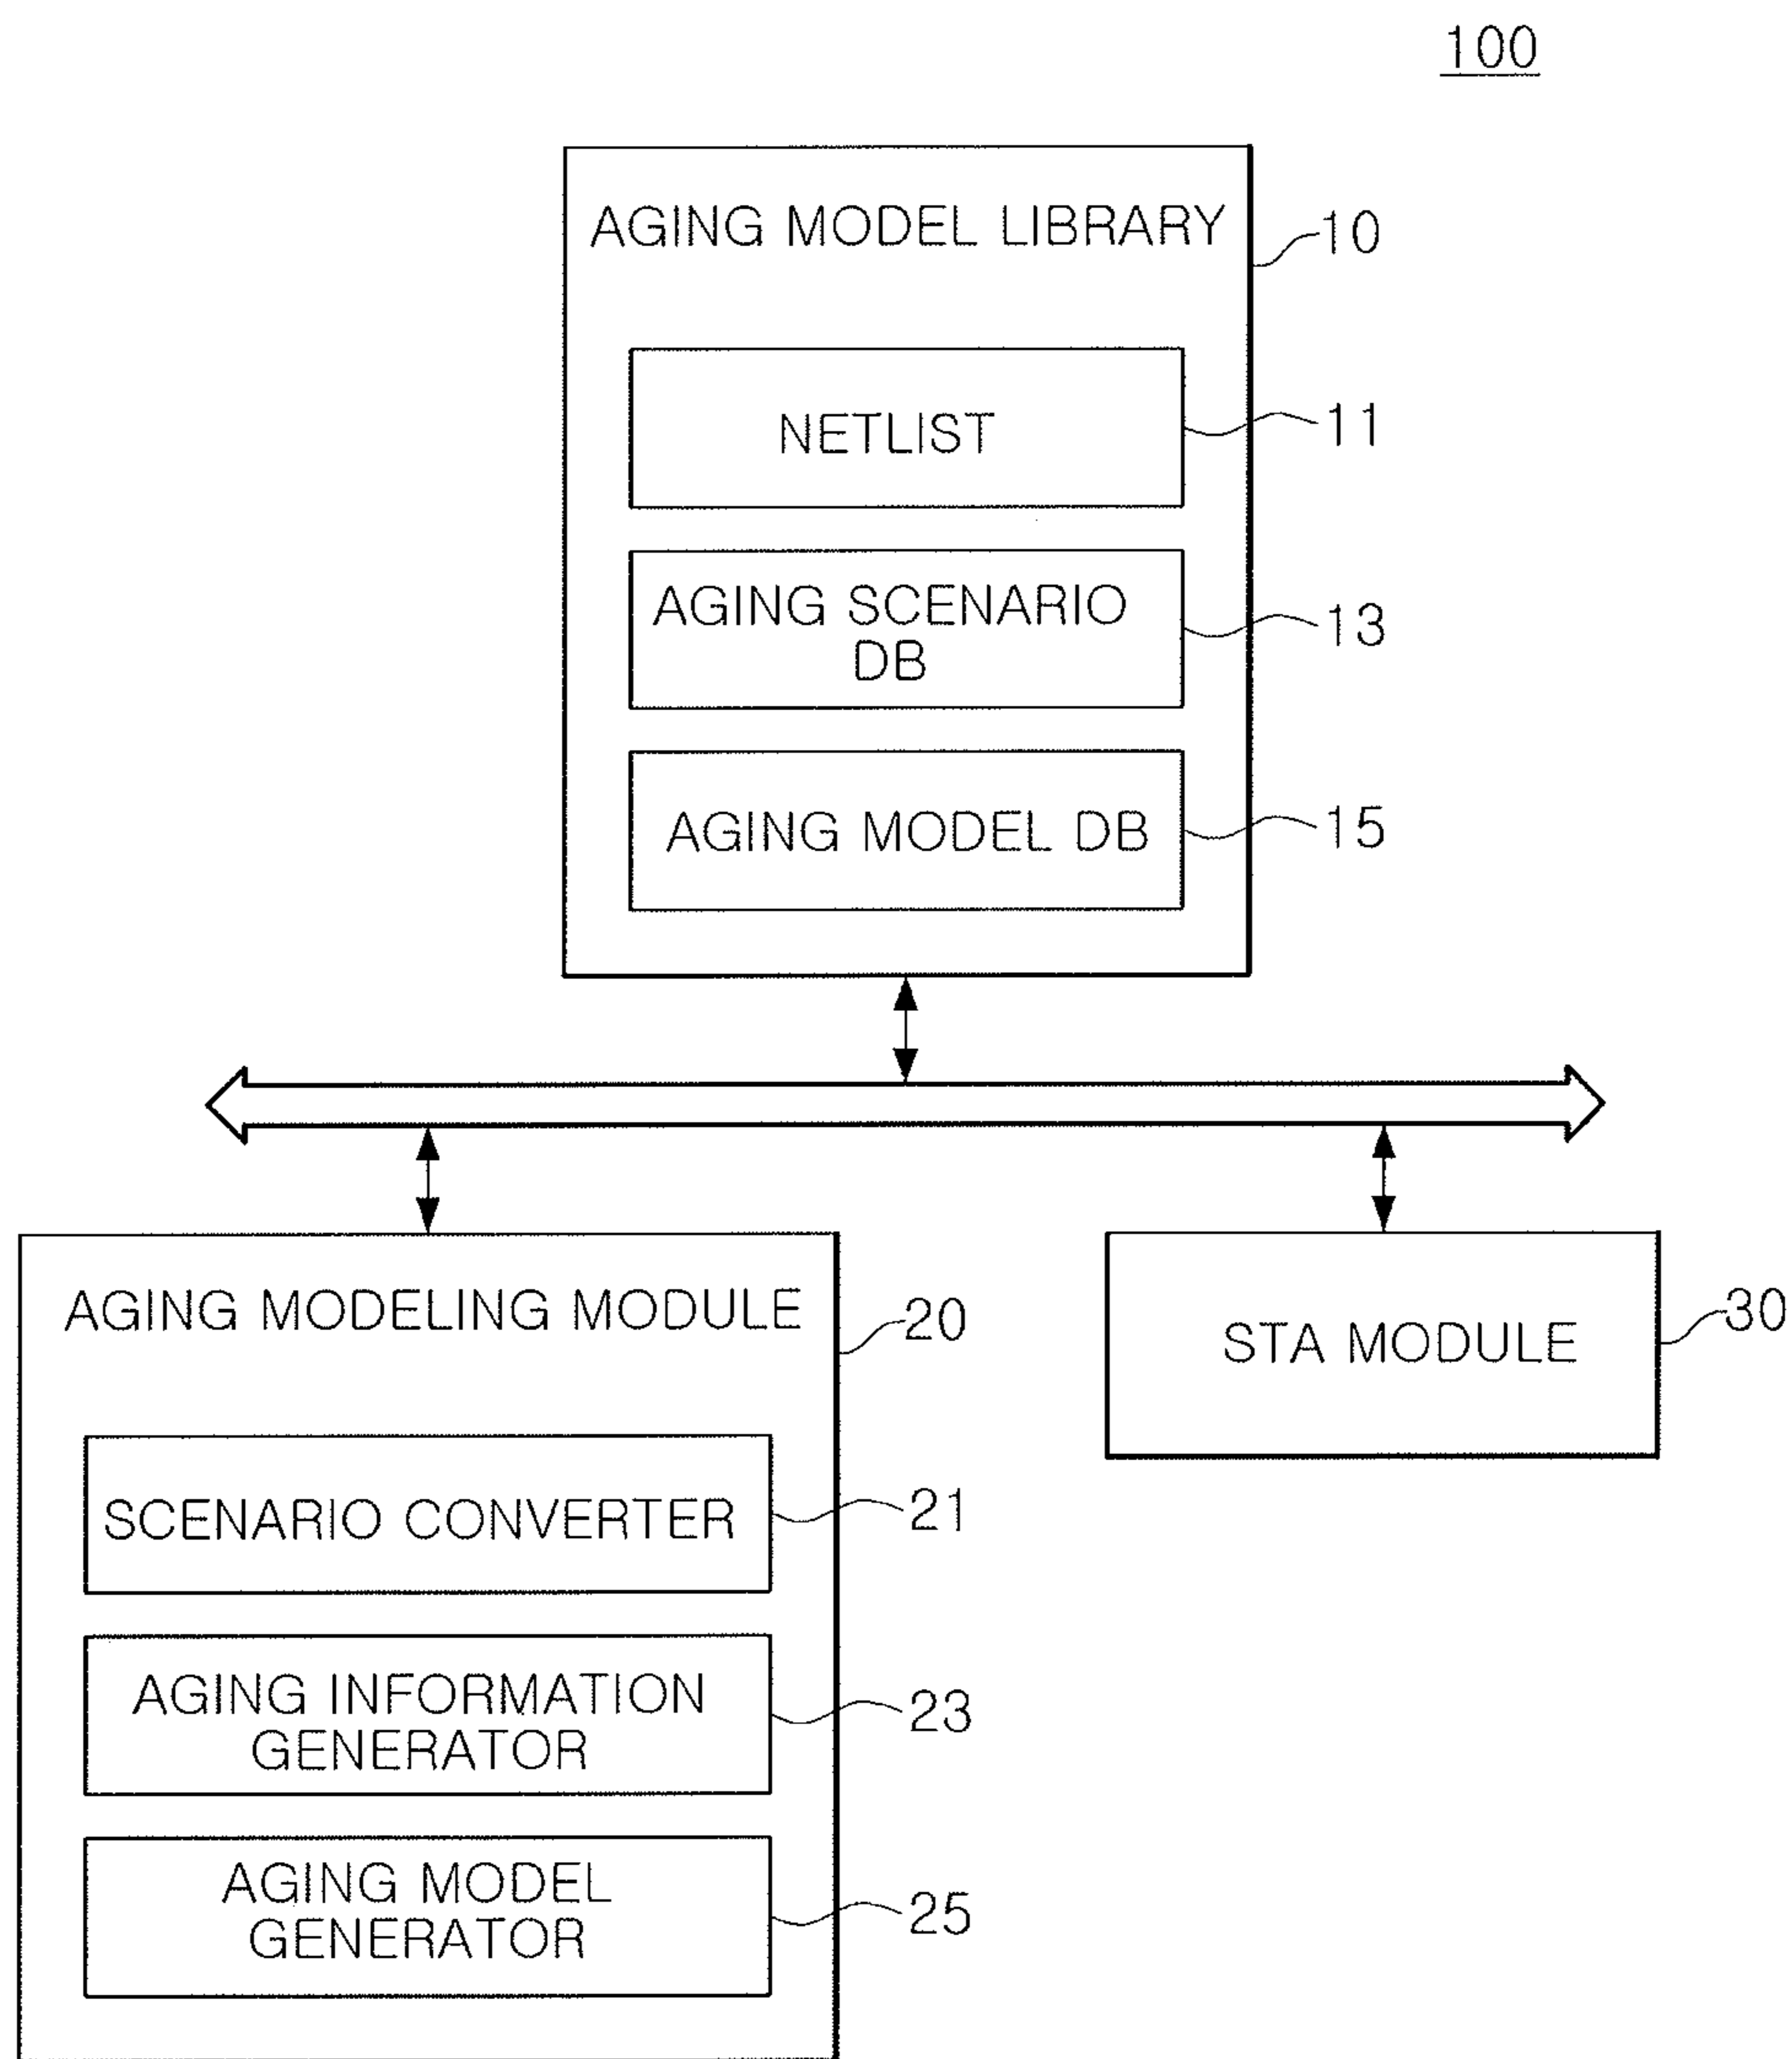 100
AGING MODEL LIBRARY
10
NETLIST
11
AGING SCENARIO
DB
13
AGING MODEL DB
15
AGING MODELING MODULE
20
STA MODULE
30
SCENARIO CONVERTER
21
AGING INFORMATION
GENERATOR
23
AGING MODEL
GENERATOR
25